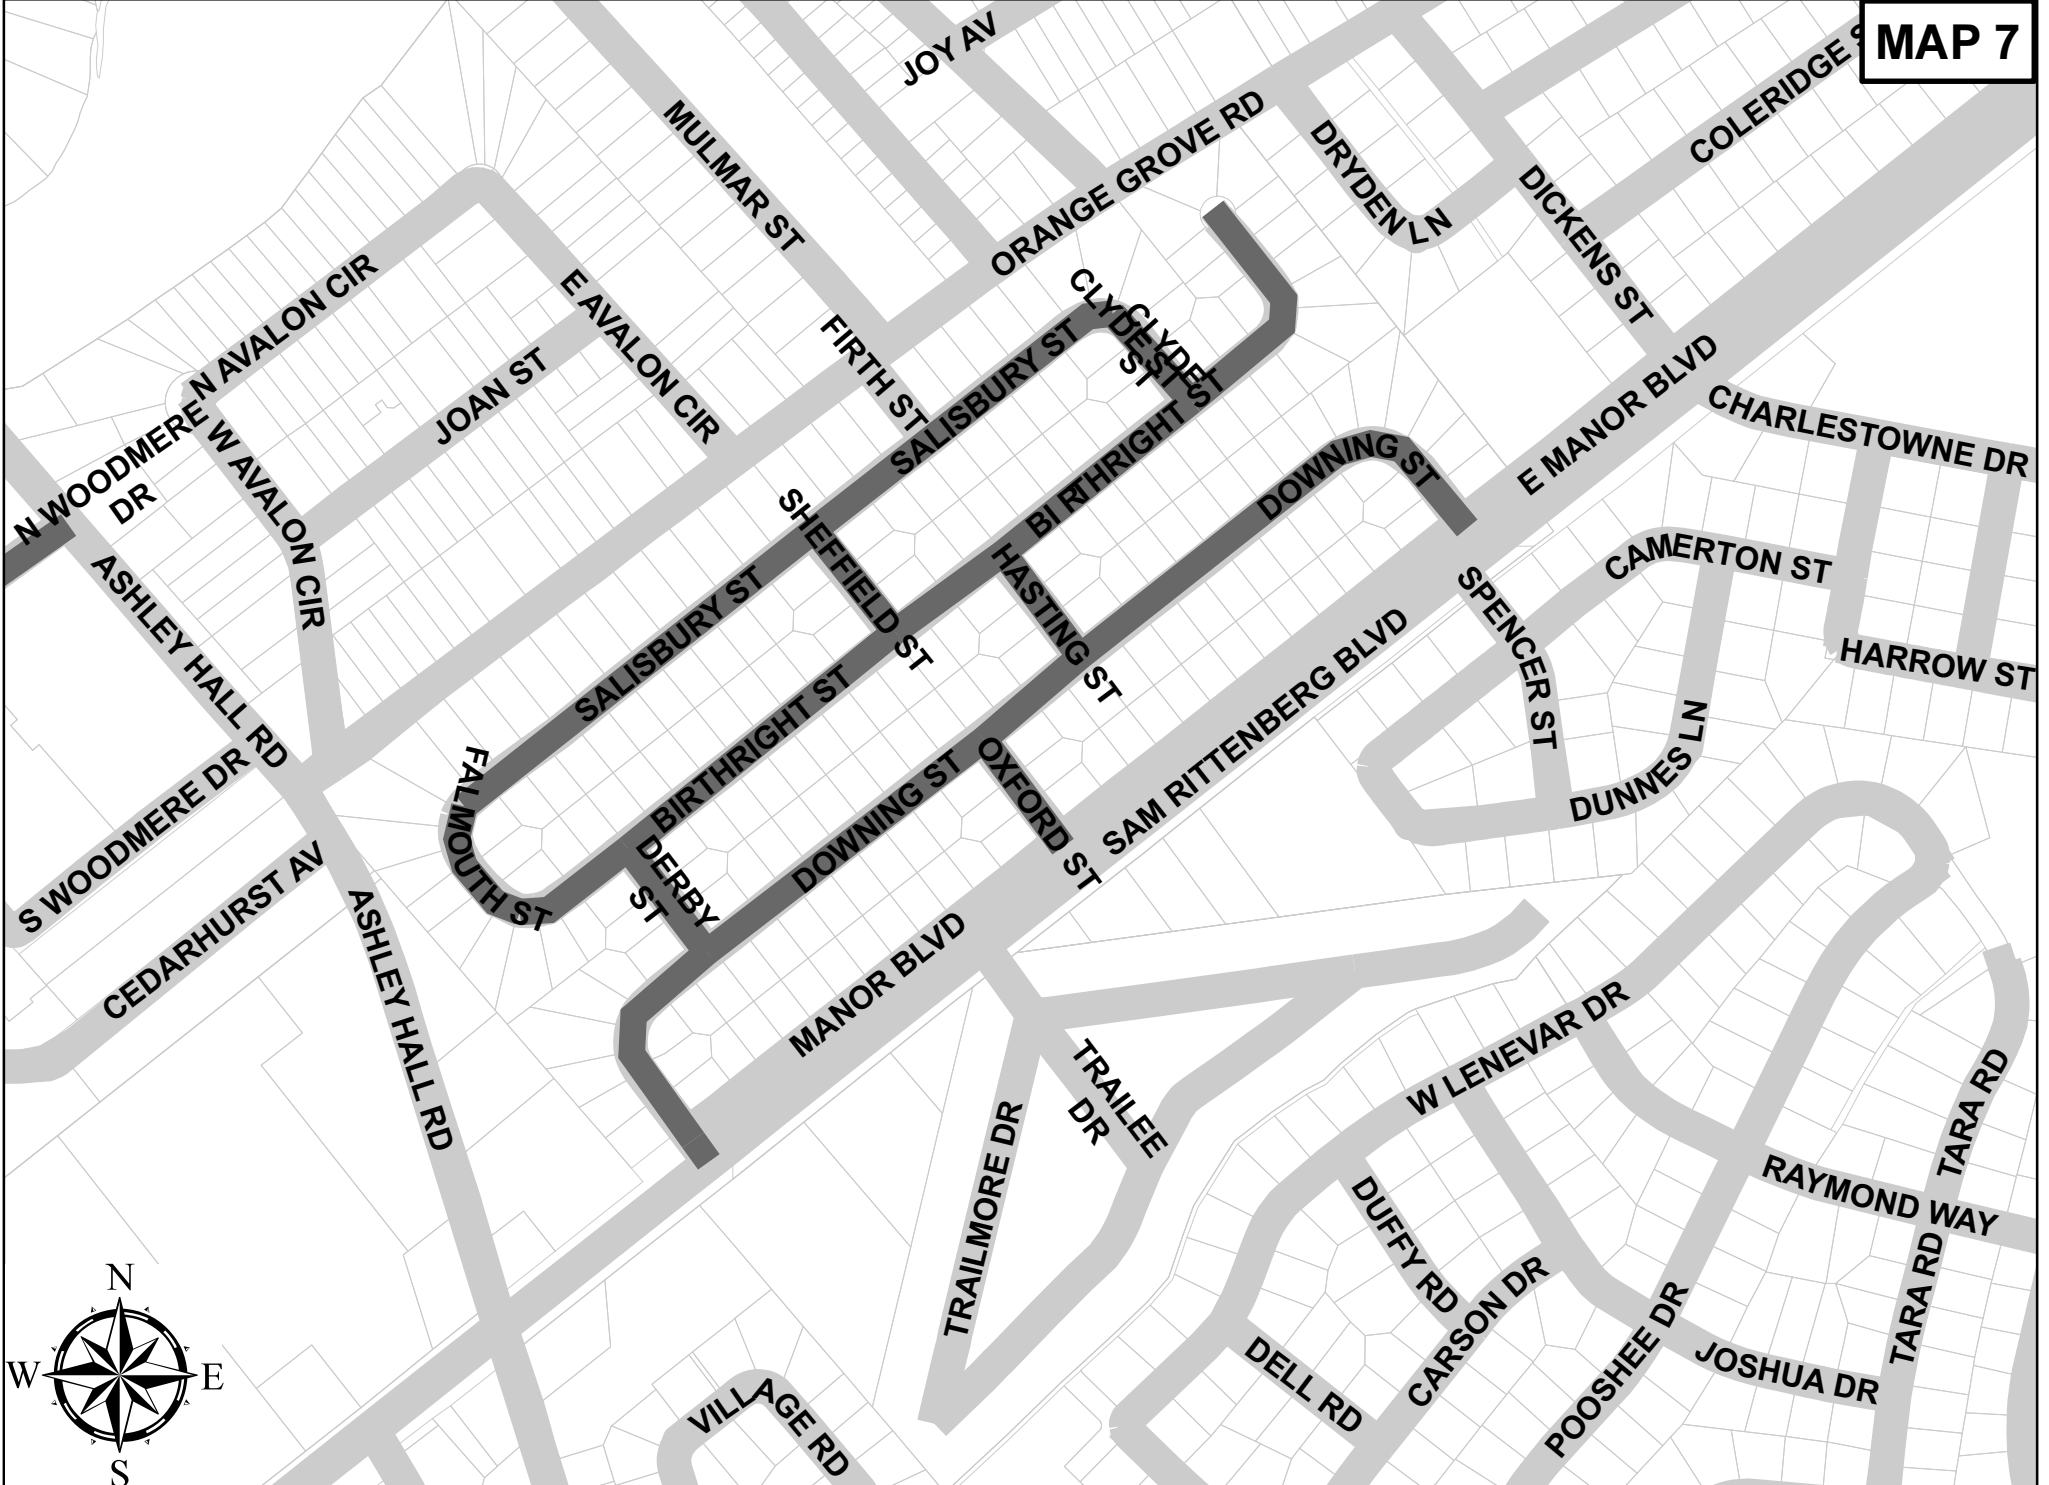 MAP 7
JOY AV
COLERIDGE S
MULMAR ST
ORANGE GROVE RD
DRYDEN LN
DICKENS ST
N AVALON CIR
E AVALON CIR
CLYDE ST
CLYDE ST
FIRTH ST
SALISBURY ST
JOAN ST
E MANOR BLVD
CHARLESTOWNE DR
N WOODMERE
DR
W AVALON CIR
BIRTHRIGHT ST
DOWNING ST
SHEFFIELD ST
HASTING ST
CAMERTON ST
SPENCER ST
HARROW ST
ASHLEY HALL RD
SALISBURY ST
BIRTHRIGHT ST
SAM RITTENBERG BLVD
DUNNES LN
S WOODMERE DR
FALMOUTH ST
DOWNING ST
OXFORD ST
DERBY
ST
CEDARHURST AV
ASHLEY HALL RD
MANOR BLVD
W LENEVAR DR
TRAILEE
DR
TRAILMORE DR
TARA RD
RAYMOND WAY
DUFFY RD
CARSON DR
TARA RD
POOSHEE DR
JOSHUA DR
DELL RD
VILLAGE RD
N
W
E
S